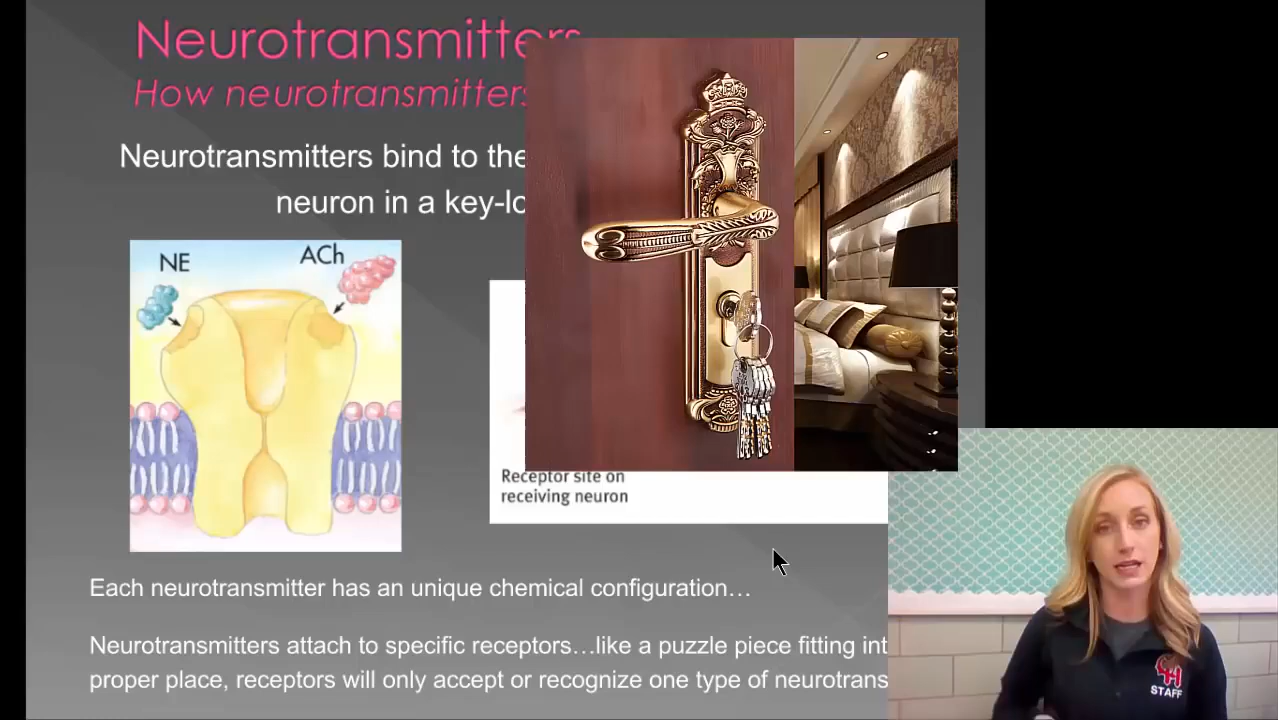 Neurotransmitters
How neurotransmitters
Neurotransmitters bind to the
neuron in a key-lo
NE
ACh
Receptor site on
receiving neuron
Each neurotransmitter has an unique chemical configuration…
Neurotransmitters attach to specific receptors…like a puzzle piece fitting int
proper place, receptors will only accept or recognize one type of neurotrans
STAFF